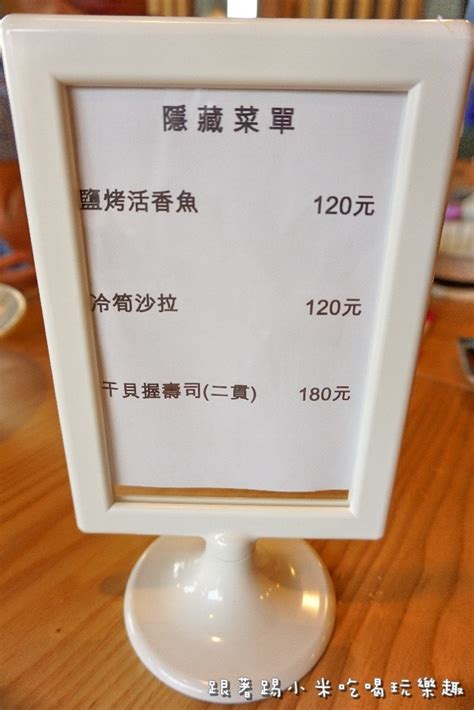 隱藏菜單
鹽烤活香魚 120元
冷筍沙拉 120元
干貝握壽司(二貫) 180元
跟著踢小米吃喝玩樂趣